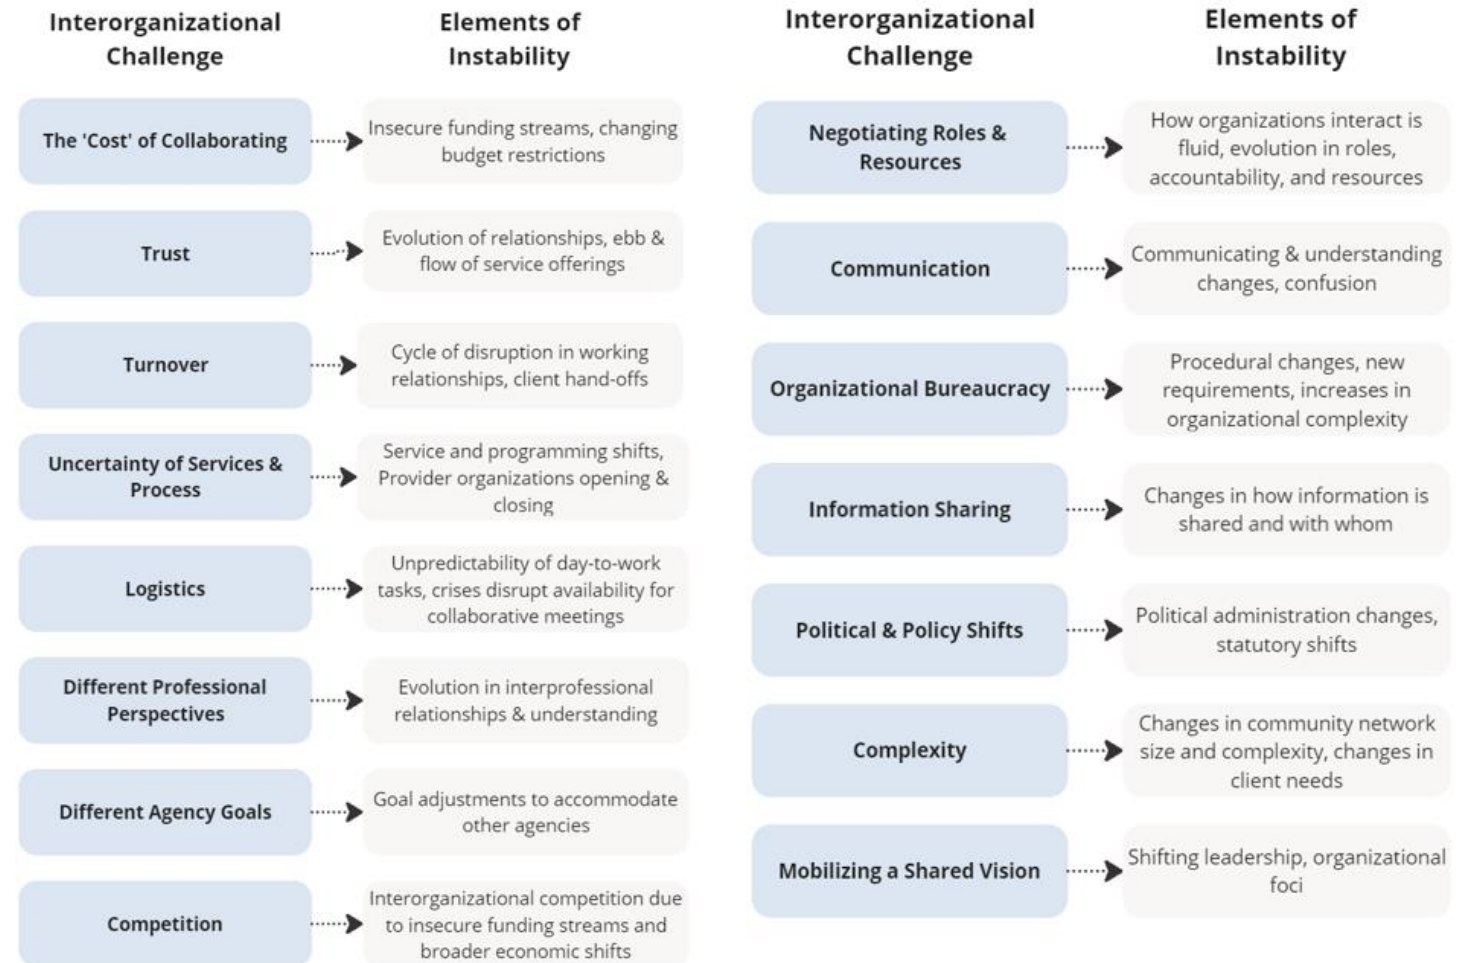 Interorganizational
Challenge
Elements of
Instability
The 'Cost' of Collaborating
Insecure funding streams, changing
budget restrictions
Trust
Evolution of relationships, ebb &
flow of service offerings
Turnover
Cycle of disruption in working
relationships, client hand-offs
Uncertainty of Services &
Process
Service and programming shifts,
Provider organizations opening &
closing
Logistics
Unpredictability of day-to-work
tasks, crises disrupt availability for
collaborative meetings
Different Professional
Perspectives
Evolution in interprofessional
relationships & understanding
Different Agency Goals
Goal adjustments to accommodate
other agencies
Competition
Interorganizational competition due
to insecure funding streams and
broader economic shifts
Interorganizational
Challenge
Elements of
Instability
Negotiating Roles &
Resources
How organizations interact is
fluid, evolution in roles,
accountability, and resources
Communication
Communicating & understanding
changes, confusion
Organizational Bureaucracy
Procedural changes, new
requirements, increases in
organizational complexity
Information Sharing
Changes in how information is
shared and with whom
Political & Policy Shifts
Political administration changes,
statutory shifts
Complexity
Changes in community network
size and complexity, changes in
client needs
Mobilizing a Shared Vision
Shifting leadership, organizational
foci